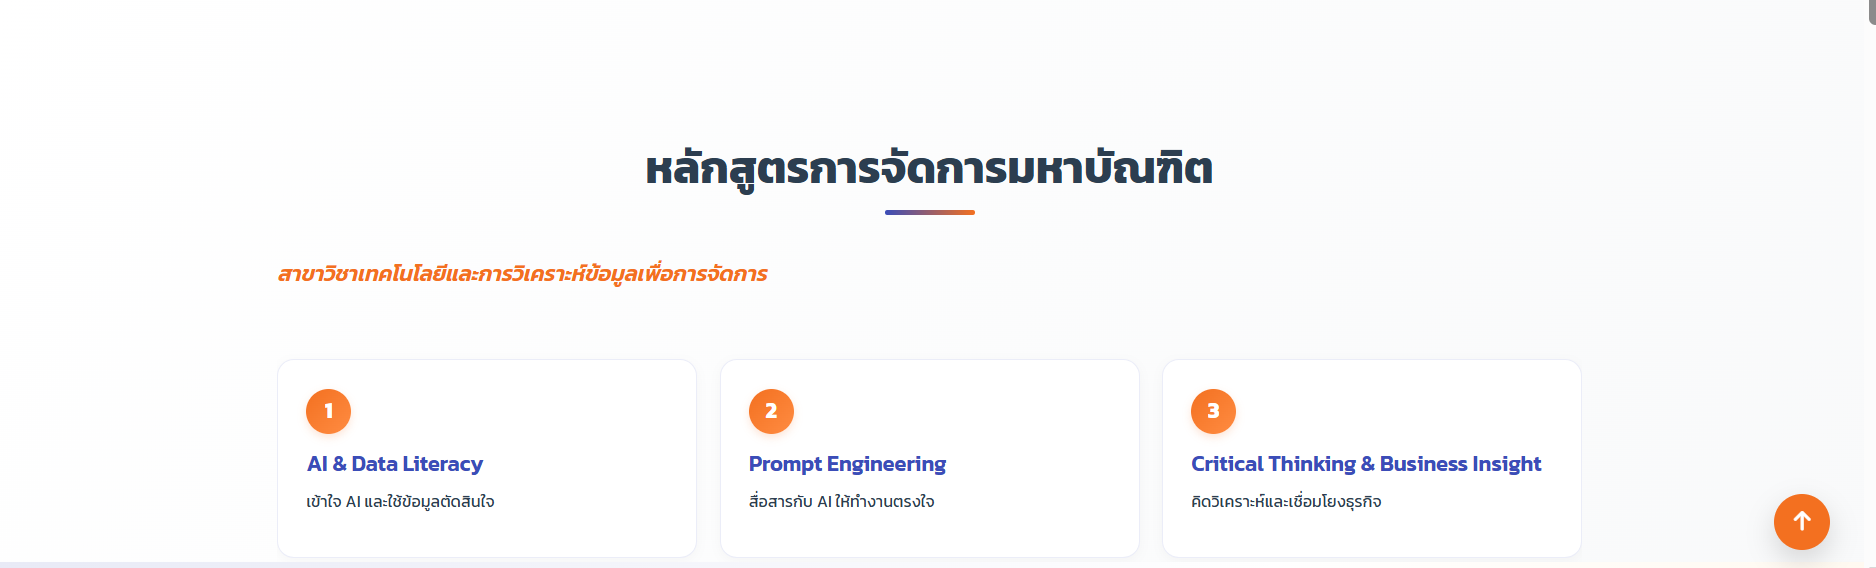 หลักสูตรการจัดการมหาบัณฑิต
สาขาวิชาเทคโนโลยีและการวิเคราะห์ข้อมูลเพื่อการจัดการ
1
AI & Data Literacy
เข้าใจ AI และใช้ข้อมูลตัดสินใจ
2
Prompt Engineering
สื่อสารกับ AI ให้ทำงานตรงใจ
3
Critical Thinking & Business Insight
คิดวิเคราะห์และเชื่อมโยงธุรกิจ